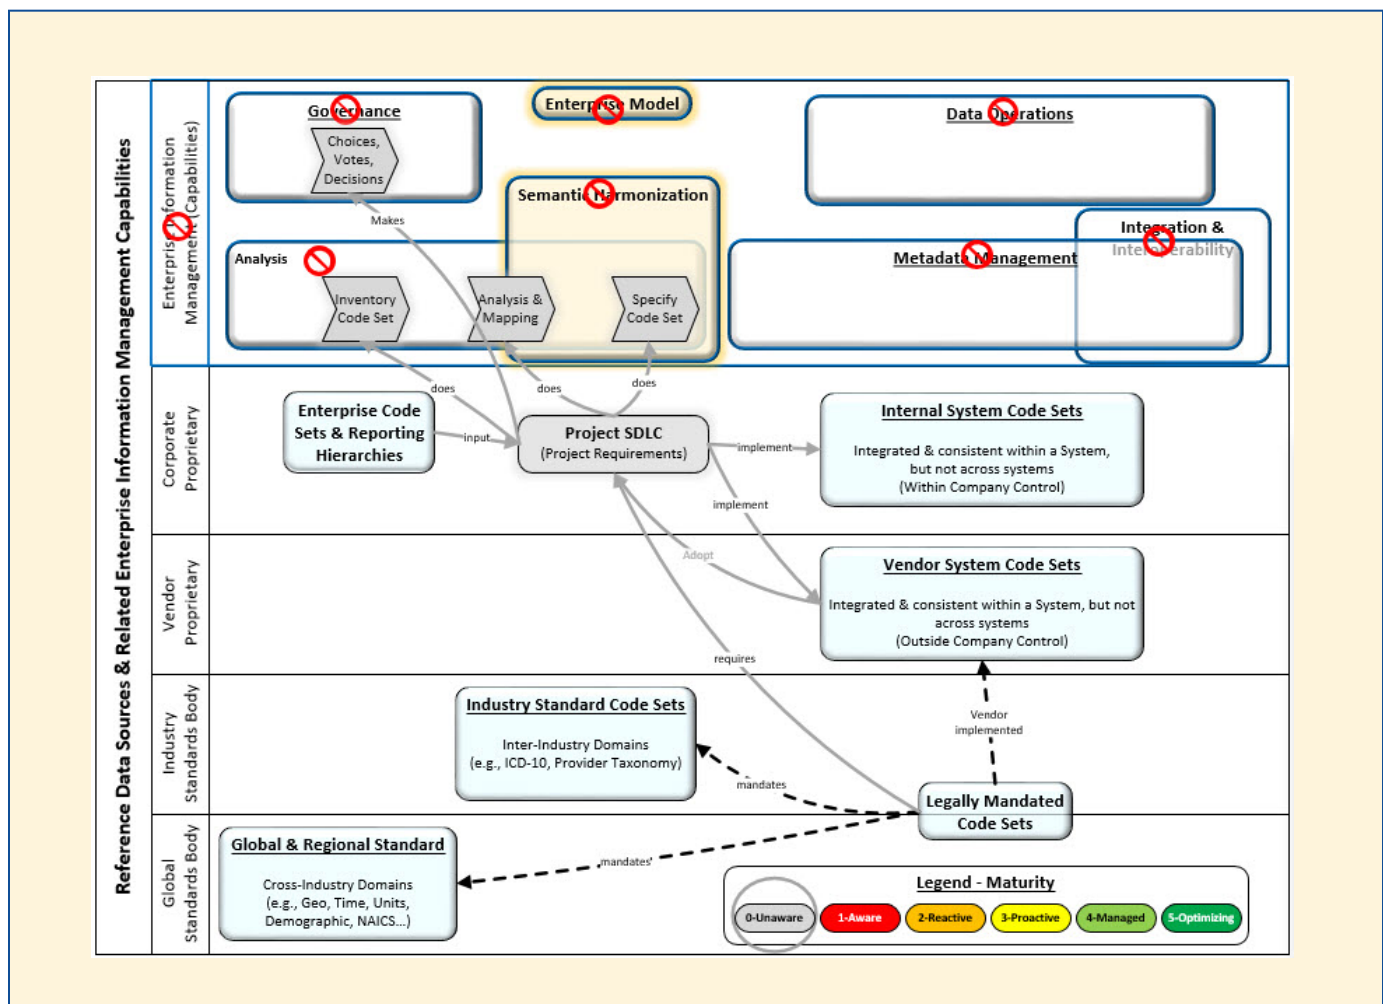 Reference Data Sources & Related Enterprise Information Management Capabilities
Enterprise Information
Management (Capabilities)
Governance
Choices,
Votes,
Decisions
Enterprise Model
Data Operations
Semantic Harmonization
Integration &
Interoperability
Metadata Management
Analysis
Inventory
Code Set
Analysis &
Mapping
Specify
Code Set
Makes
does
does
does
Corporate
Proprietary
Enterprise Code
Sets & Reporting
Hierarchies
input
Project SDLC
(Project Requirements)
implement
implement
Internal System Code Sets
Integrated & consistent within a System,
but not across systems
(Within Company Control)
Vendor
Proprietary
Adopt
Vendor System Code Sets
Integrated & consistent within a System, but not
across systems
(Outside Company Control)
requires
Industry
Standards Body
Industry Standard Code Sets
Inter-Industry Domains
(e.g., ICD-10, Provider Taxonomy)
mandates
Vendor
implemented
Legally Mandated
Code Sets
Global
Standards Body
Global & Regional Standard
Cross-Industry Domains
(e.g., Geo, Time, Units,
Demographic, NAICS...)
mandates
Legend - Maturity
0-Unaware
1-Aware
2-Reactive
3-Proactive
4-Managed
5-Optimizing